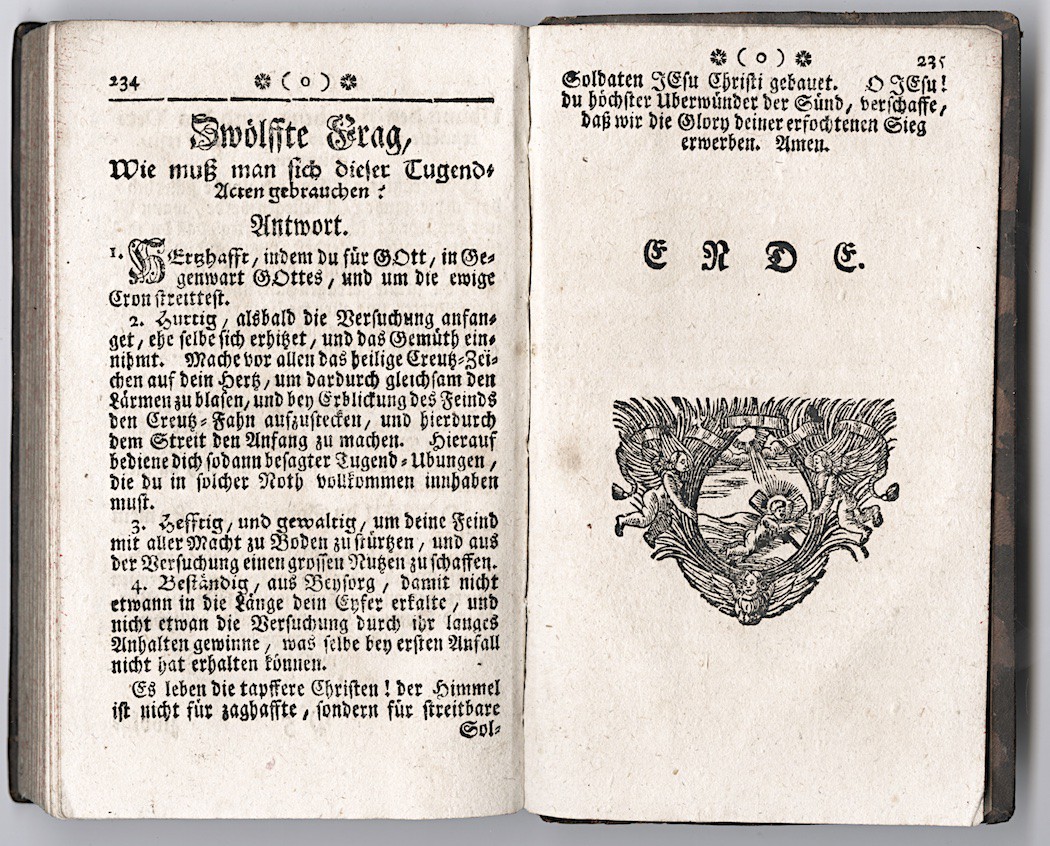 234 ❉ ( o ) ❉
Zwölffte Frag,
Wie muß man sich dieser Tugend-
Acten gebrauchen?
Antwort.
1. HErtzhafft, indem du für GOtt, in Ge-
genwart GOttes, und um die ewige
Cron streittest.
2. Hurtig, alsbald die Versuchung anfan-
get, ehe selbe sich erhitzet, und das Gemüth ein-
nihmt. Mache vor allen das heilige Creutz-Zei-
chen auf dein Hertz, um dardurch gleichsam den
Lärmen zu blasen, und bey Erblickung des Feinds
den Creutz-Fahn aufzustecken, und hierdurch
dem Streit den Anfang zu machen. Hierauf
bediene dich sodann besagter Tugend-Ubungen,
die du in solcher Noth vollkommen innhaben
must.
3. Hefftig, und gewaltig, um deine Feind
mit aller Macht zu Boden zu stürtzen, und aus
der Versuchung einen grossen Nutzen zu schaffen.
4. Beständig, aus Beysorg, damit nicht
etwann in die Länge dem Eyfer erkalte, und
nicht etwan die Versuchung durch ihr langes
Anhalten gewinne, was selbe bey ersten Anfall
nicht hat erhalten können.
Es leben die tapffere Christen! der Himmel
ist nicht für zaghaffte, sondern für streitbare
Sol-
❉ ( o ) ❉ 235
Soldaten JEsu Christi gebauet. O JEsu!
du höchster Uberwünder der Sünd, verschaffe,
daß wir die Glory deiner erfochtenen Sieg
erwerben. Amen.
ENDE.